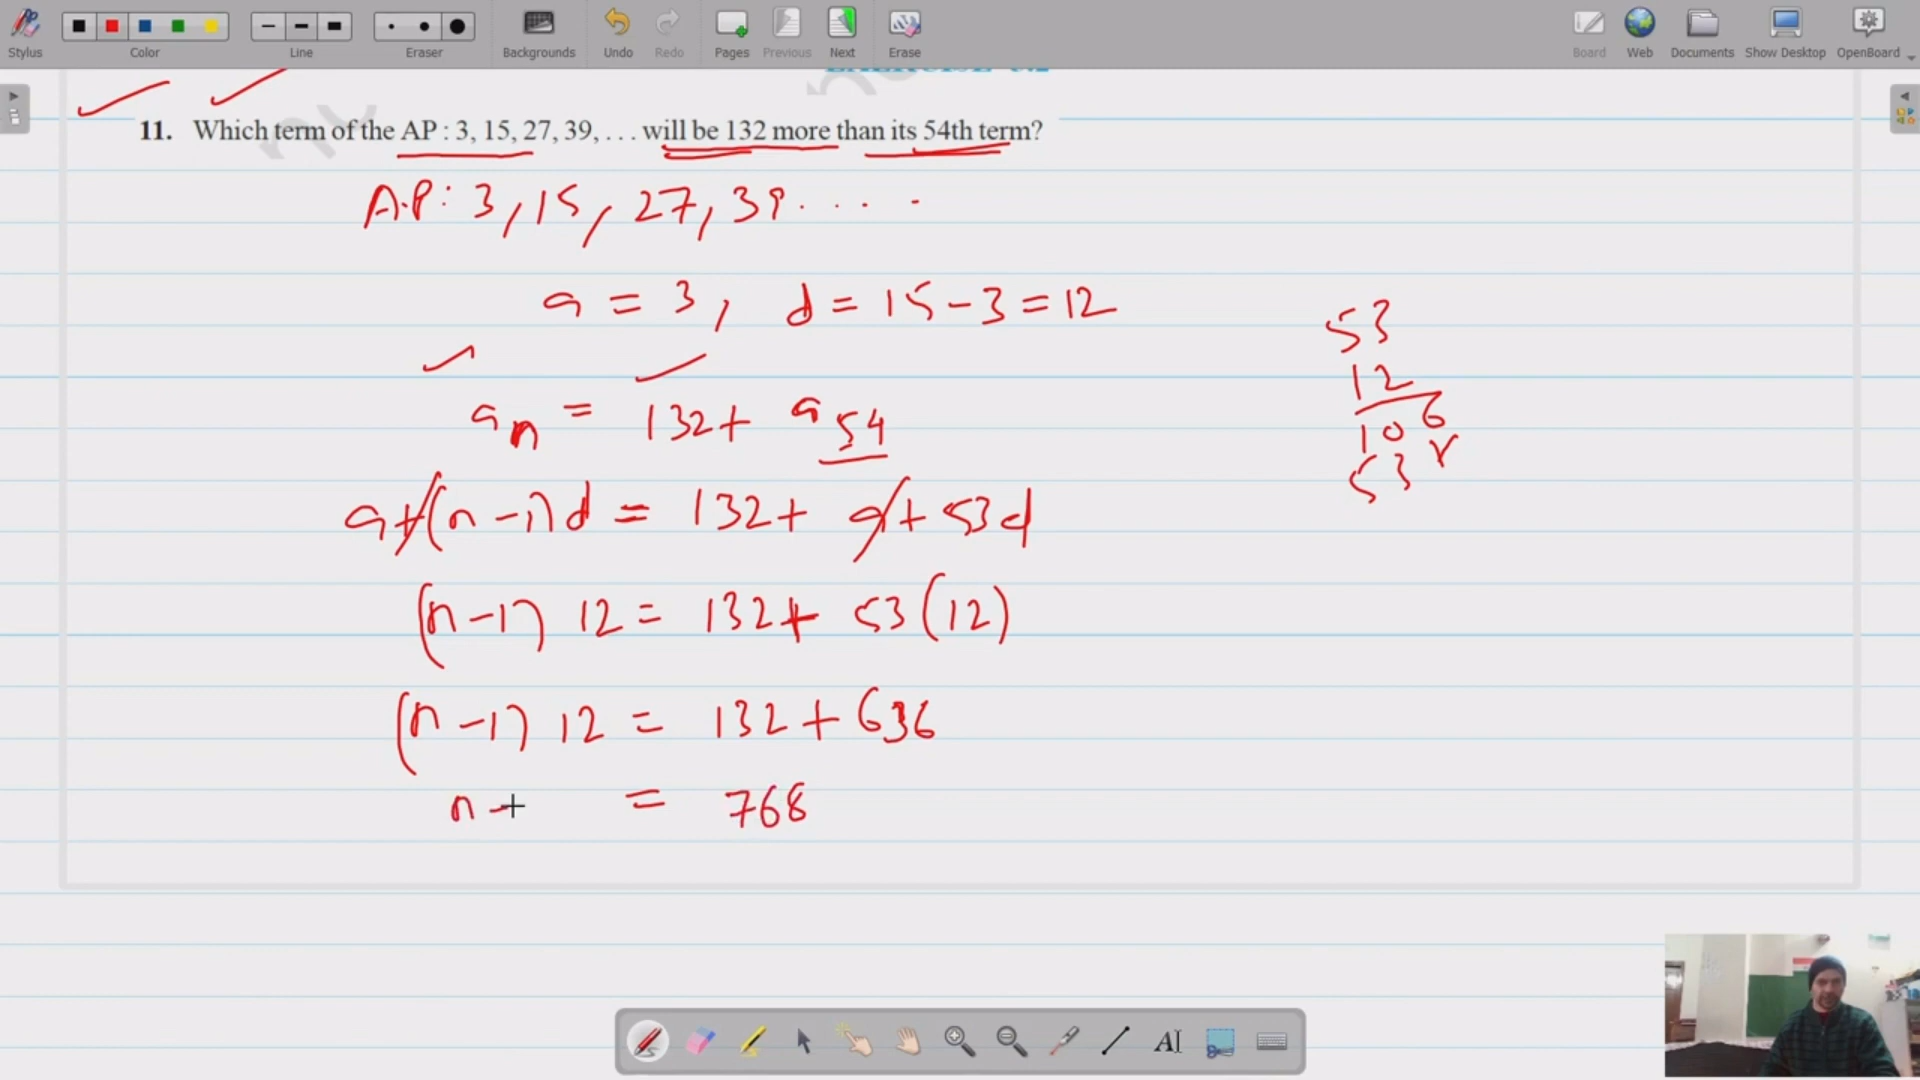 Stylus Color Line Eraser Backgrounds Undo Redo Pages Previous Next Erase Board Web Documents Show Desktop OpenBoard
11. Which term of the AP : 3, 15, 27, 39, . . . will be 132 more than its 54th term?
A.P: 3, 15, 27, 39 . . . .
a = 3, d = 15 - 3 = 12
an = 132 + a54
a + (n - 1) d = 132 + a + 53d
(n - 1) 12 = 132 + 53 (12)
(n - 1) 12 = 132 + 636
n - = 768
53
12
106
53 x
AI